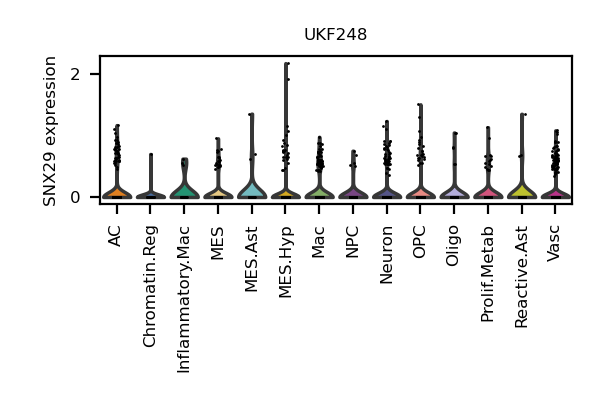 UKF248
SNX29 expression
2
0
AC
Chromatin.Reg
Inflammatory.Mac
MES
MES.Ast
MES.Hyp
Mac
NPC
Neuron
OPC
Oligo
Prolif.Metab
Reactive.Ast
Vasc